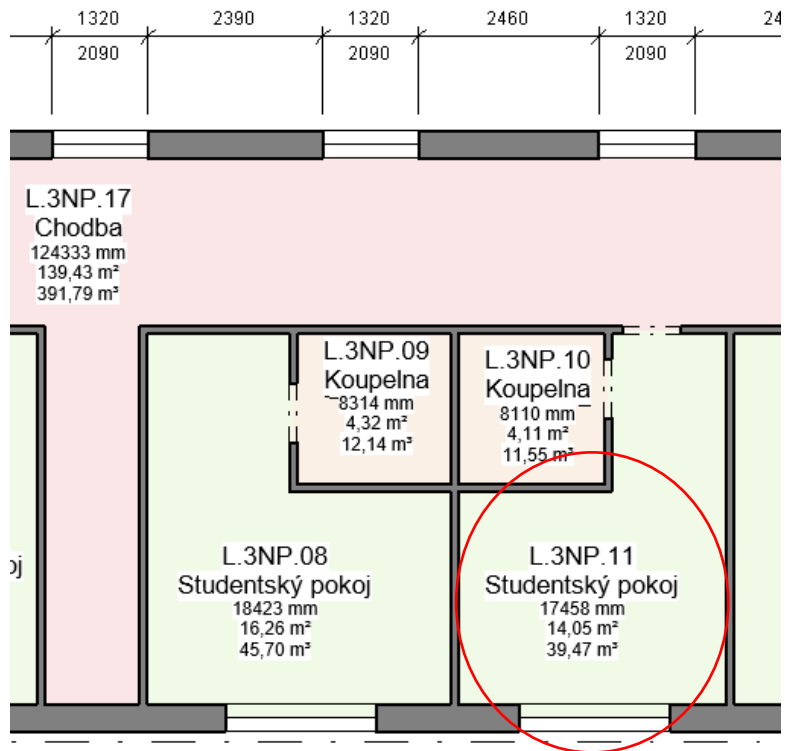 1320 2390 1320 2460 1320 24
2090 2090 2090
L.3NP.17
Chodba
124333 mm
139,43 m²
391,79 m³
L.3NP.09
Koupelna
8314 mm
4,32 m²
12,14 m³
L.3NP.10
Koupelna
8110 mm
4,11 m²
11,55 m³
oj
L.3NP.08
Studentský pokoj
18423 mm
16,26 m²
45,70 m³
L.3NP.11
Studentský pokoj
17458 mm
14,05 m²
39,47 m³